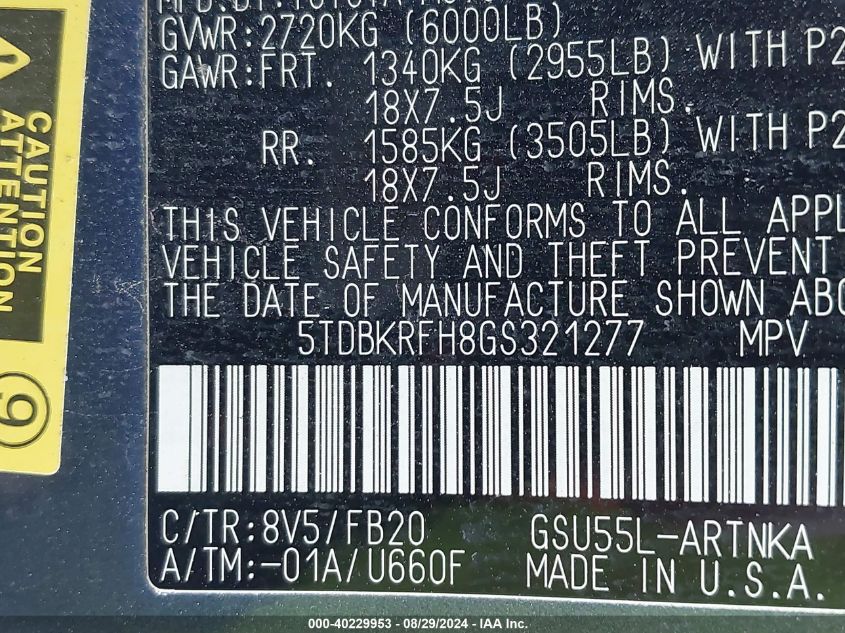 GVWR:2720KG (6000LB)
GAWR:FRT. 1340KG (2955LB) WITH P2
18X7.5J RIMS.
RR. 1585KG (3505LB) WITH P2
18X7.5J RIMS.
THIS VEHICLE CONFORMS TO ALL APPL
VEHICLE SAFETY AND THEFT PREVENT
THE DATE OF MANUFACTURE SHOWN ABO
5TDBKRFH8GS321277 MPV
C/TR:8V5/FB20 GSU55L-ARTNKA
A/TM:-01A/U660F MADE IN U.S.A.
CAUTION
ATTENTION
9
000-40229953 - 08/29/2024 - IAA Inc.